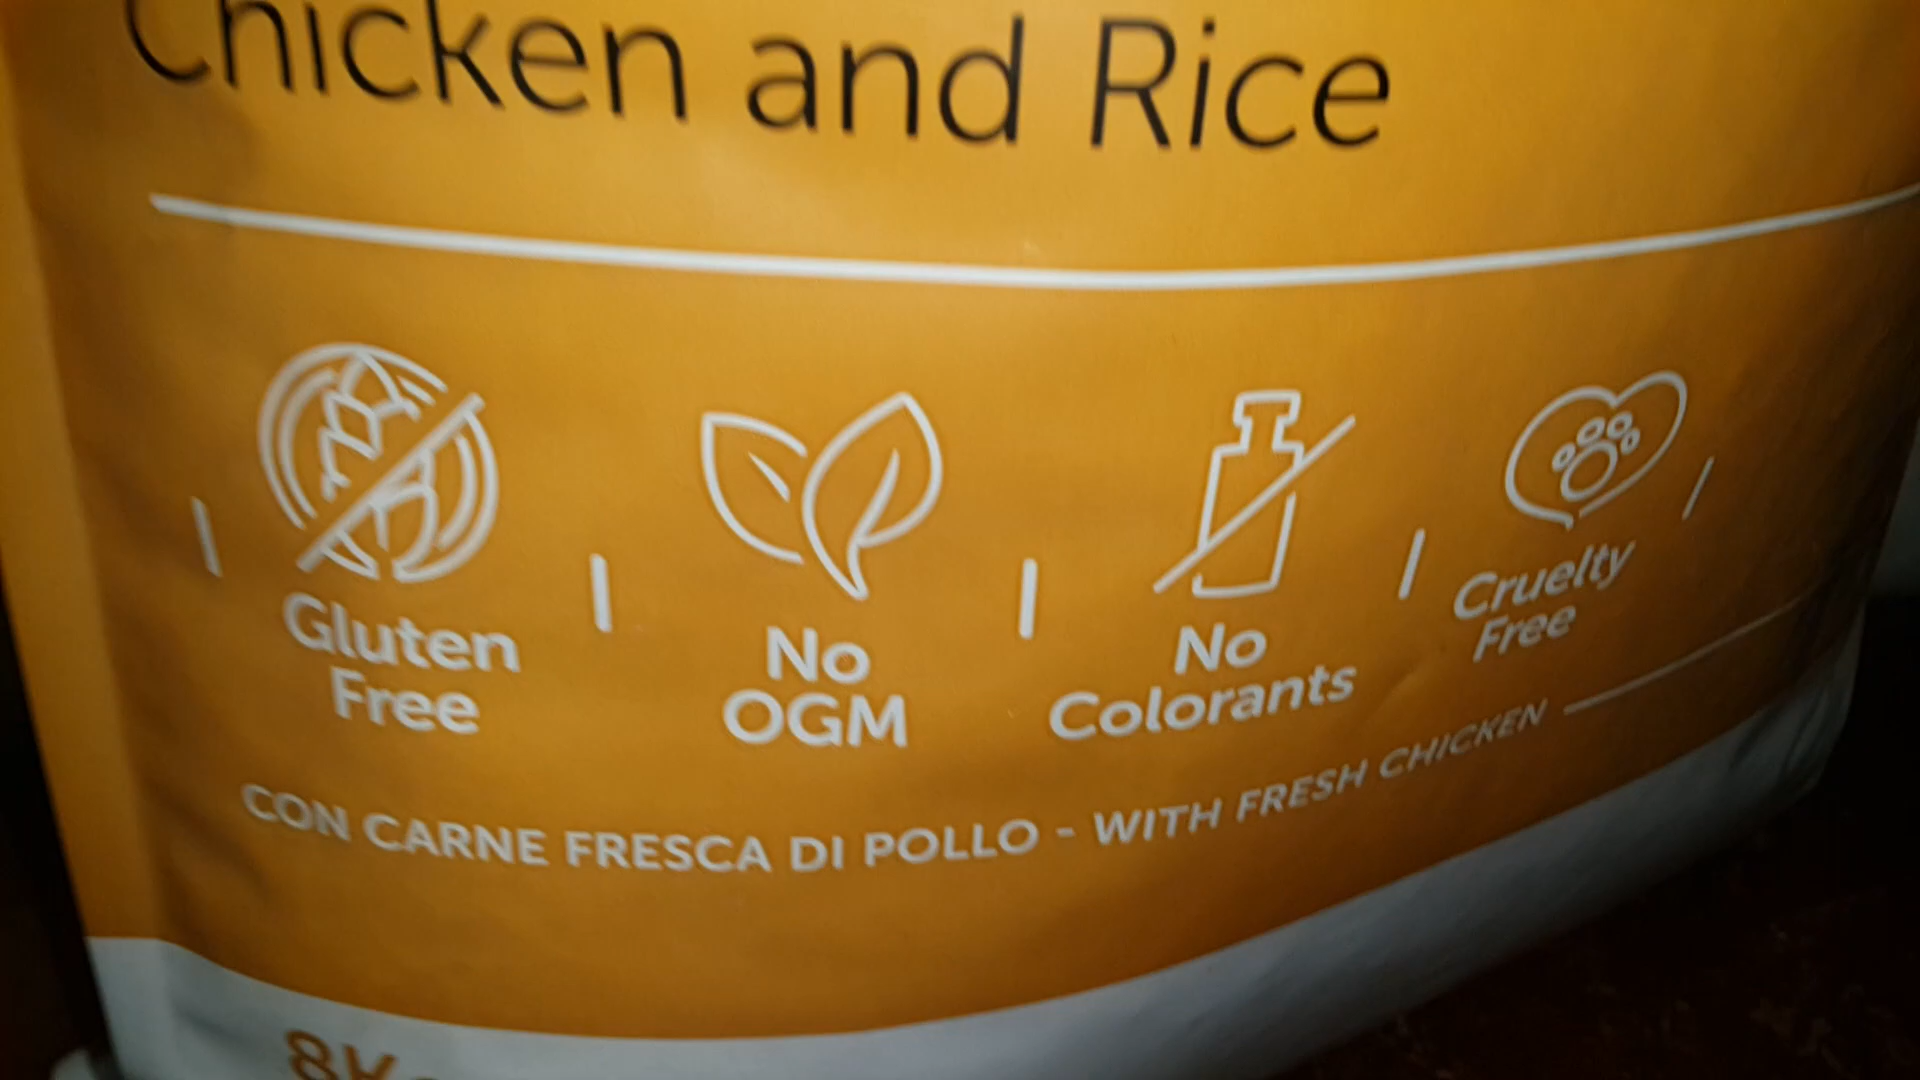 Chicken and Rice
Gluten
Free
No
OGM
No
Colorants
Cruelty
Free
CON CARNE FRESCA DI POLLO - WITH FRESH CHICKEN